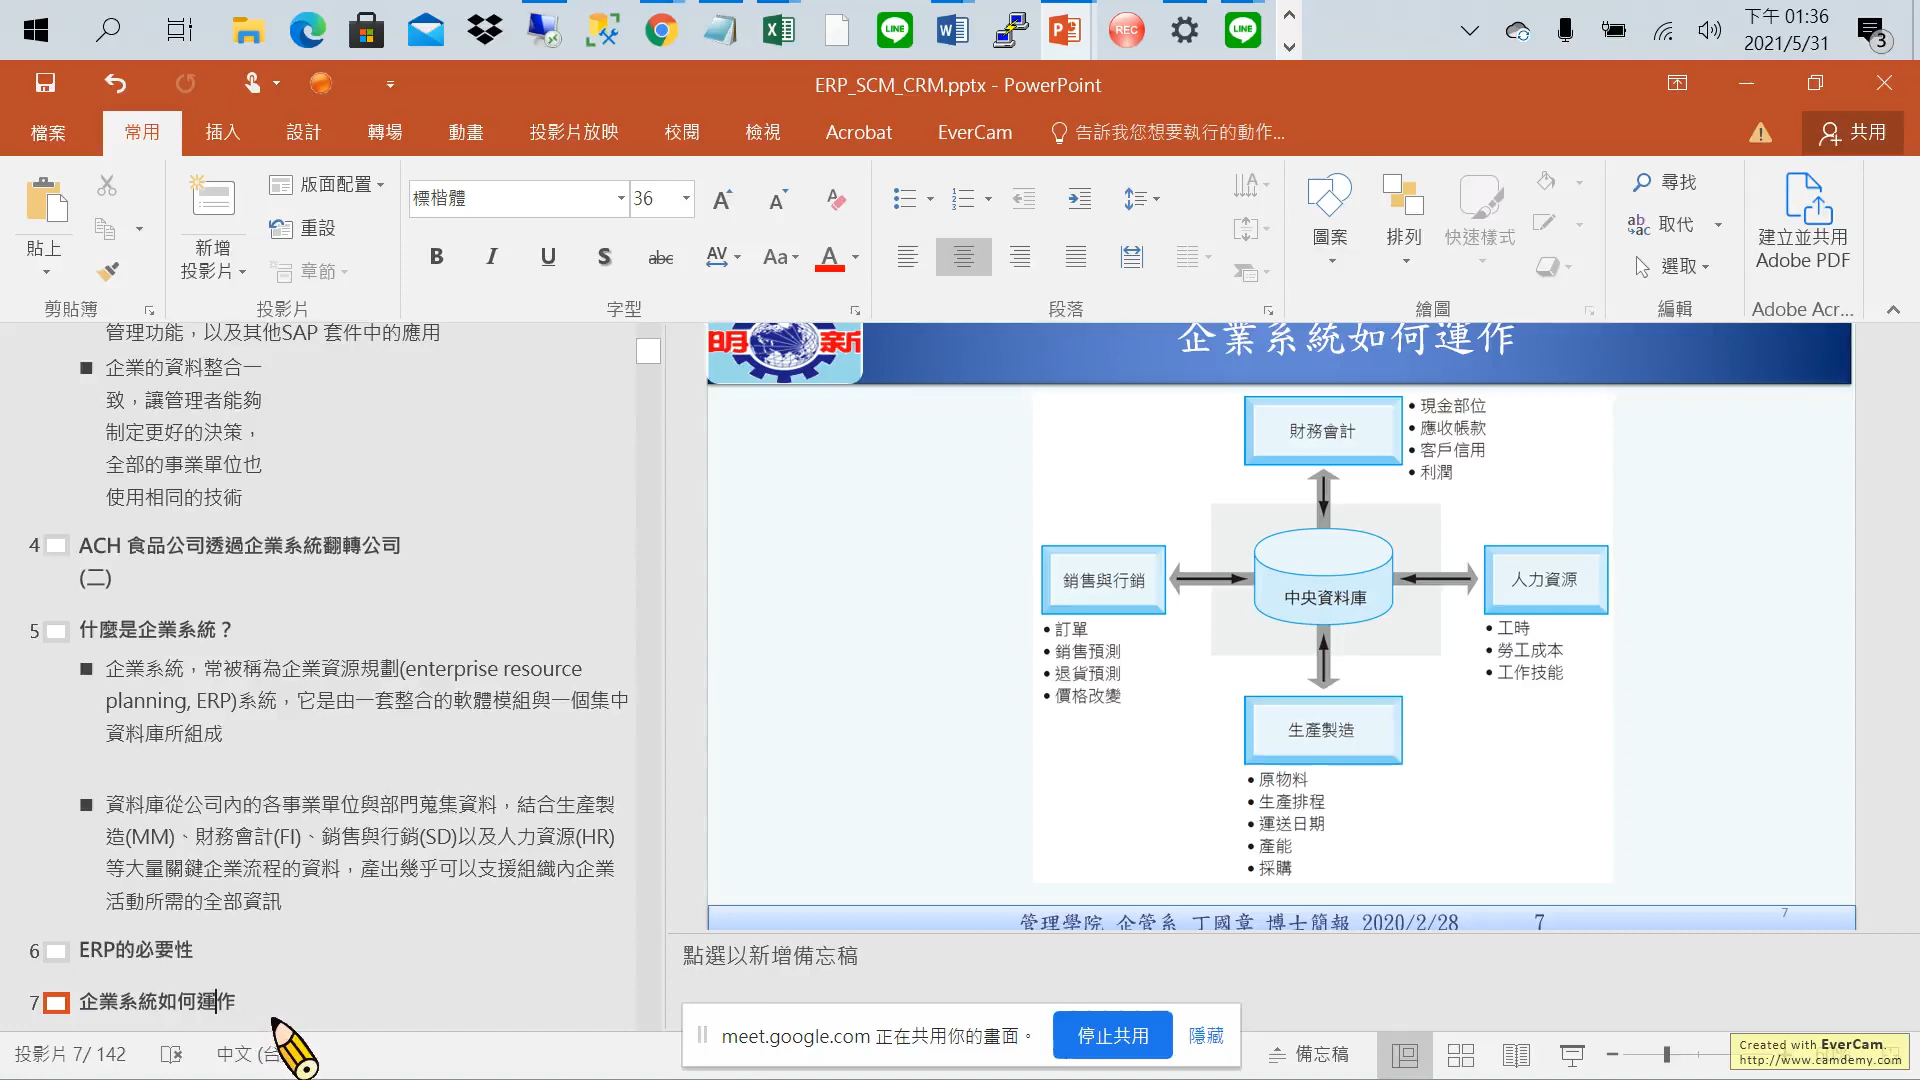 下午 01:36
2021/5/31
3
REC
LINE
LINE
ERP_SCM_CRM.pptx - PowerPoint
檔案
常用
插入
設計
轉場
動畫
投影片放映
校閱
檢視
Acrobat
EverCam
告訴我您想要執行的動作...
共用
貼上
剪貼簿
新增
投影片
版面配置
重設
章節
投影片
標楷體
36
B
I
U
S
abc
AV
Aa
A
字型
段落
圖案
排列
快速樣式
繪圖
尋找
取代
選取
編輯
建立並共用
Adobe PDF
Adobe Acr...
管理功能，以及其他SAP 套件中的應用
■ 企業的資料整合一
致，讓管理者能夠
制定更好的決策，
全部的事業單位也
使用相同的技術
4 ACH 食品公司透過企業系統翻轉公司
(二)
5 什麼是企業系統？
■ 企業系統，常被稱為企業資源規劃(enterprise resource
planning, ERP)系統，它是由一套整合的軟體模組與一個集中
資料庫所組成
■ 資料庫從公司內的各事業單位與部門蒐集資料，結合生產製
造(MM)、財務會計(FI)、銷售與行銷(SD)以及人力資源(HR)
等大量關鍵企業流程的資料，產出幾乎可以支援組織內企業
活動所需的全部資訊
6 ERP的必要性
7 企業系統如何運作
明新
企業系統如何運作
財務會計
• 現金部位
• 應收帳款
• 客戶信用
• 利潤
銷售與行銷
• 訂單
• 銷售預測
• 退貨預測
• 價格改變
中央資料庫
人力資源
• 工時
• 勞工成本
• 工作技能
生產製造
• 原物料
• 生產排程
• 運送日期
• 產能
• 採購
管理學院 企管系 丁國章 博士簡報 2020/2/28 7
7
點選以新增備忘稿
meet.google.com 正在共用你的畫面。
停止共用
隱藏
投影片 7/ 142
中文 (台
備忘稿
Created with EverCam.
http://www.camdemy.com